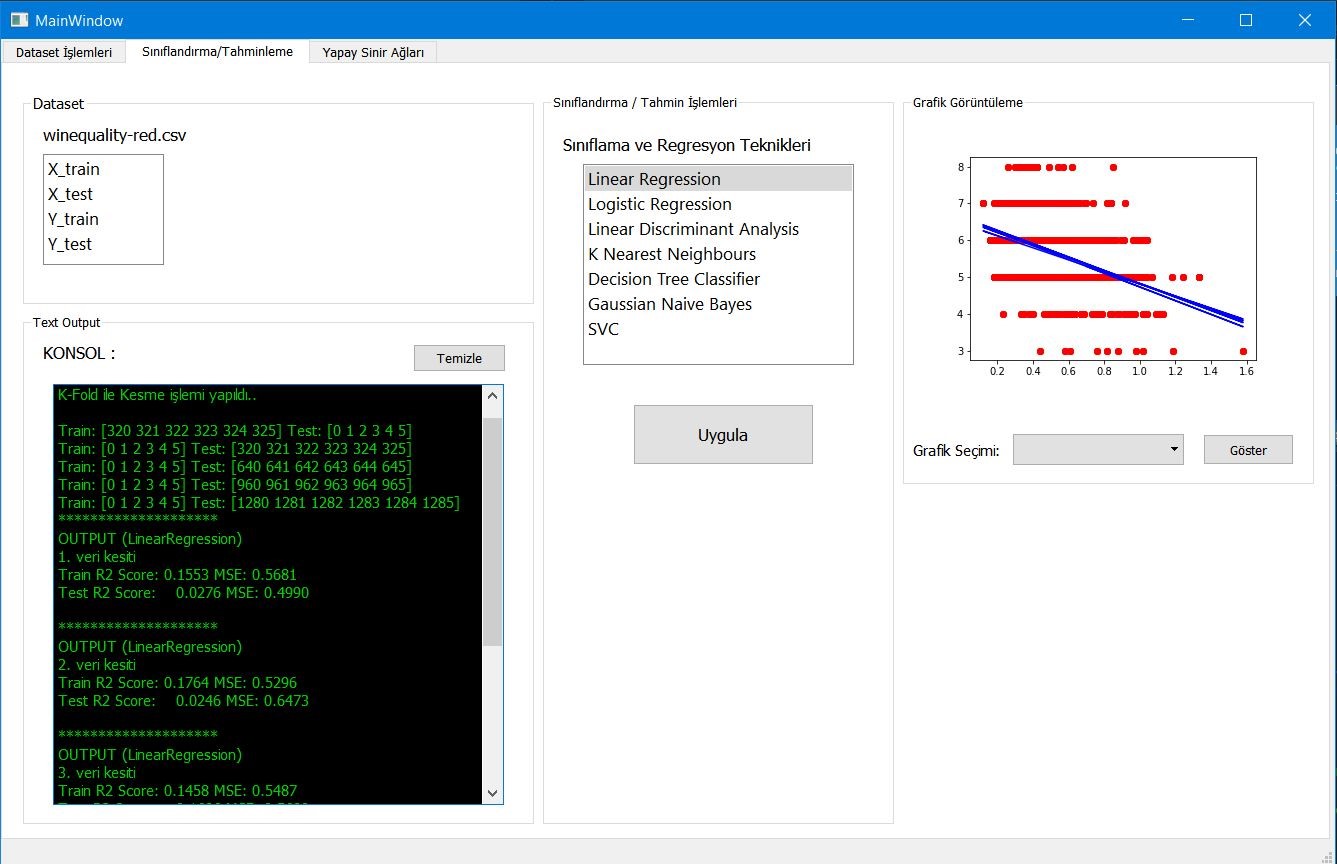 MainWindow
Dataset İşlemleri
Sınıflandırma/Tahminleme
Yapay Sinir Ağları
Dataset
winequality-red.csv
X_train
X_test
Y_train
Y_test
Text Output
KONSOL :
Temizle
K-Fold ile Kesme işlemi yapıldı..
Train: [320 321 322 323 324 325] Test: [0 1 2 3 4 5]
Train: [0 1 2 3 4 5] Test: [320 321 322 323 324 325]
Train: [0 1 2 3 4 5] Test: [640 641 642 643 644 645]
Train: [0 1 2 3 4 5] Test: [960 961 962 963 964 965]
Train: [0 1 2 3 4 5] Test: [1280 1281 1282 1283 1284 1285]
********************
OUTPUT (LinearRegression)
1. veri kesiti
Train R2 Score: 0.1553 MSE: 0.5681
Test R2 Score: 0.0276 MSE: 0.4990
********************
OUTPUT (LinearRegression)
2. veri kesiti
Train R2 Score: 0.1764 MSE: 0.5296
Test R2 Score: 0.0246 MSE: 0.6473
********************
OUTPUT (LinearRegression)
3. veri kesiti
Train R2 Score: 0.1458 MSE: 0.5487
Sınıflandırma / Tahmin İşlemleri
Sınıflama ve Regresyon Teknikleri
Linear Regression
Logistic Regression
Linear Discriminant Analysis
K Nearest Neighbours
Decision Tree Classifier
Gaussian Naive Bayes
SVC
Uygula
Grafik Görüntüleme
8
7
6
5
4
3
0.2 0.4 0.6 0.8 1.0 1.2 1.4 1.6
Grafik Seçimi:
Göster